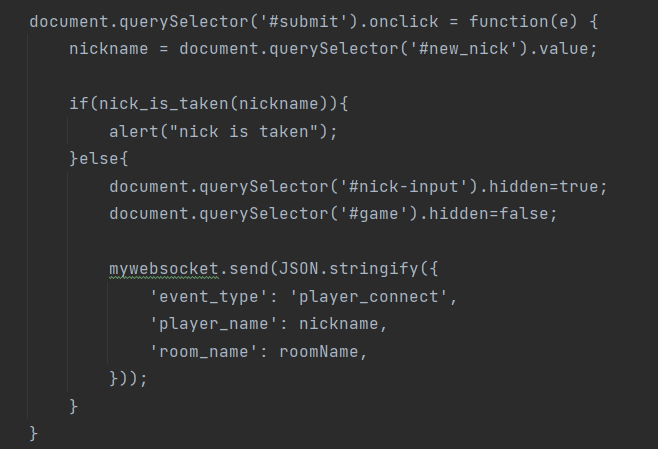 document.querySelector('#submit').onclick = function(e) {
    nickname = document.querySelector('#new_nick').value;

    if(nick_is_taken(nickname)){
        alert("nick is taken");
    }else{
        document.querySelector('#nick-input').hidden=true;
        document.querySelector('#game').hidden=false;

        mywebsocket.send(JSON.stringify({
            'event_type': 'player_connect',
            'player_name': nickname,
            'room_name': roomName,
        }));
    }
}